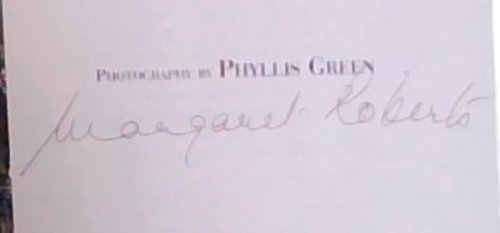 PHOTOGRAPHY BY PHYLLIS GREEN
Margaret Roberts